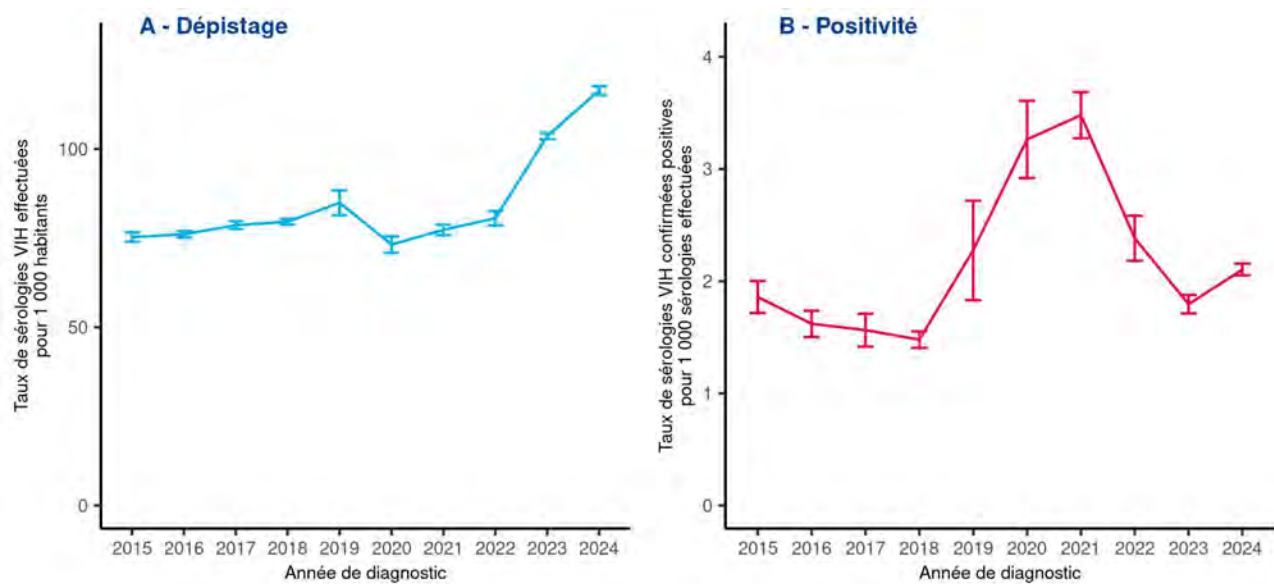 A - Dépistage
Taux de sérologies VIH effectuées
pour 1 000 habitants
100
50
0
2015 2016 2017 2018 2019 2020 2021 2022 2023 2024
Année de diagnostic
B - Positivité
Taux de sérologies VIH confirmées positives
pour 1 000 sérologies effectuées
4
3
2
1
0
2015 2016 2017 2018 2019 2020 2021 2022 2023 2024
Année de diagnostic